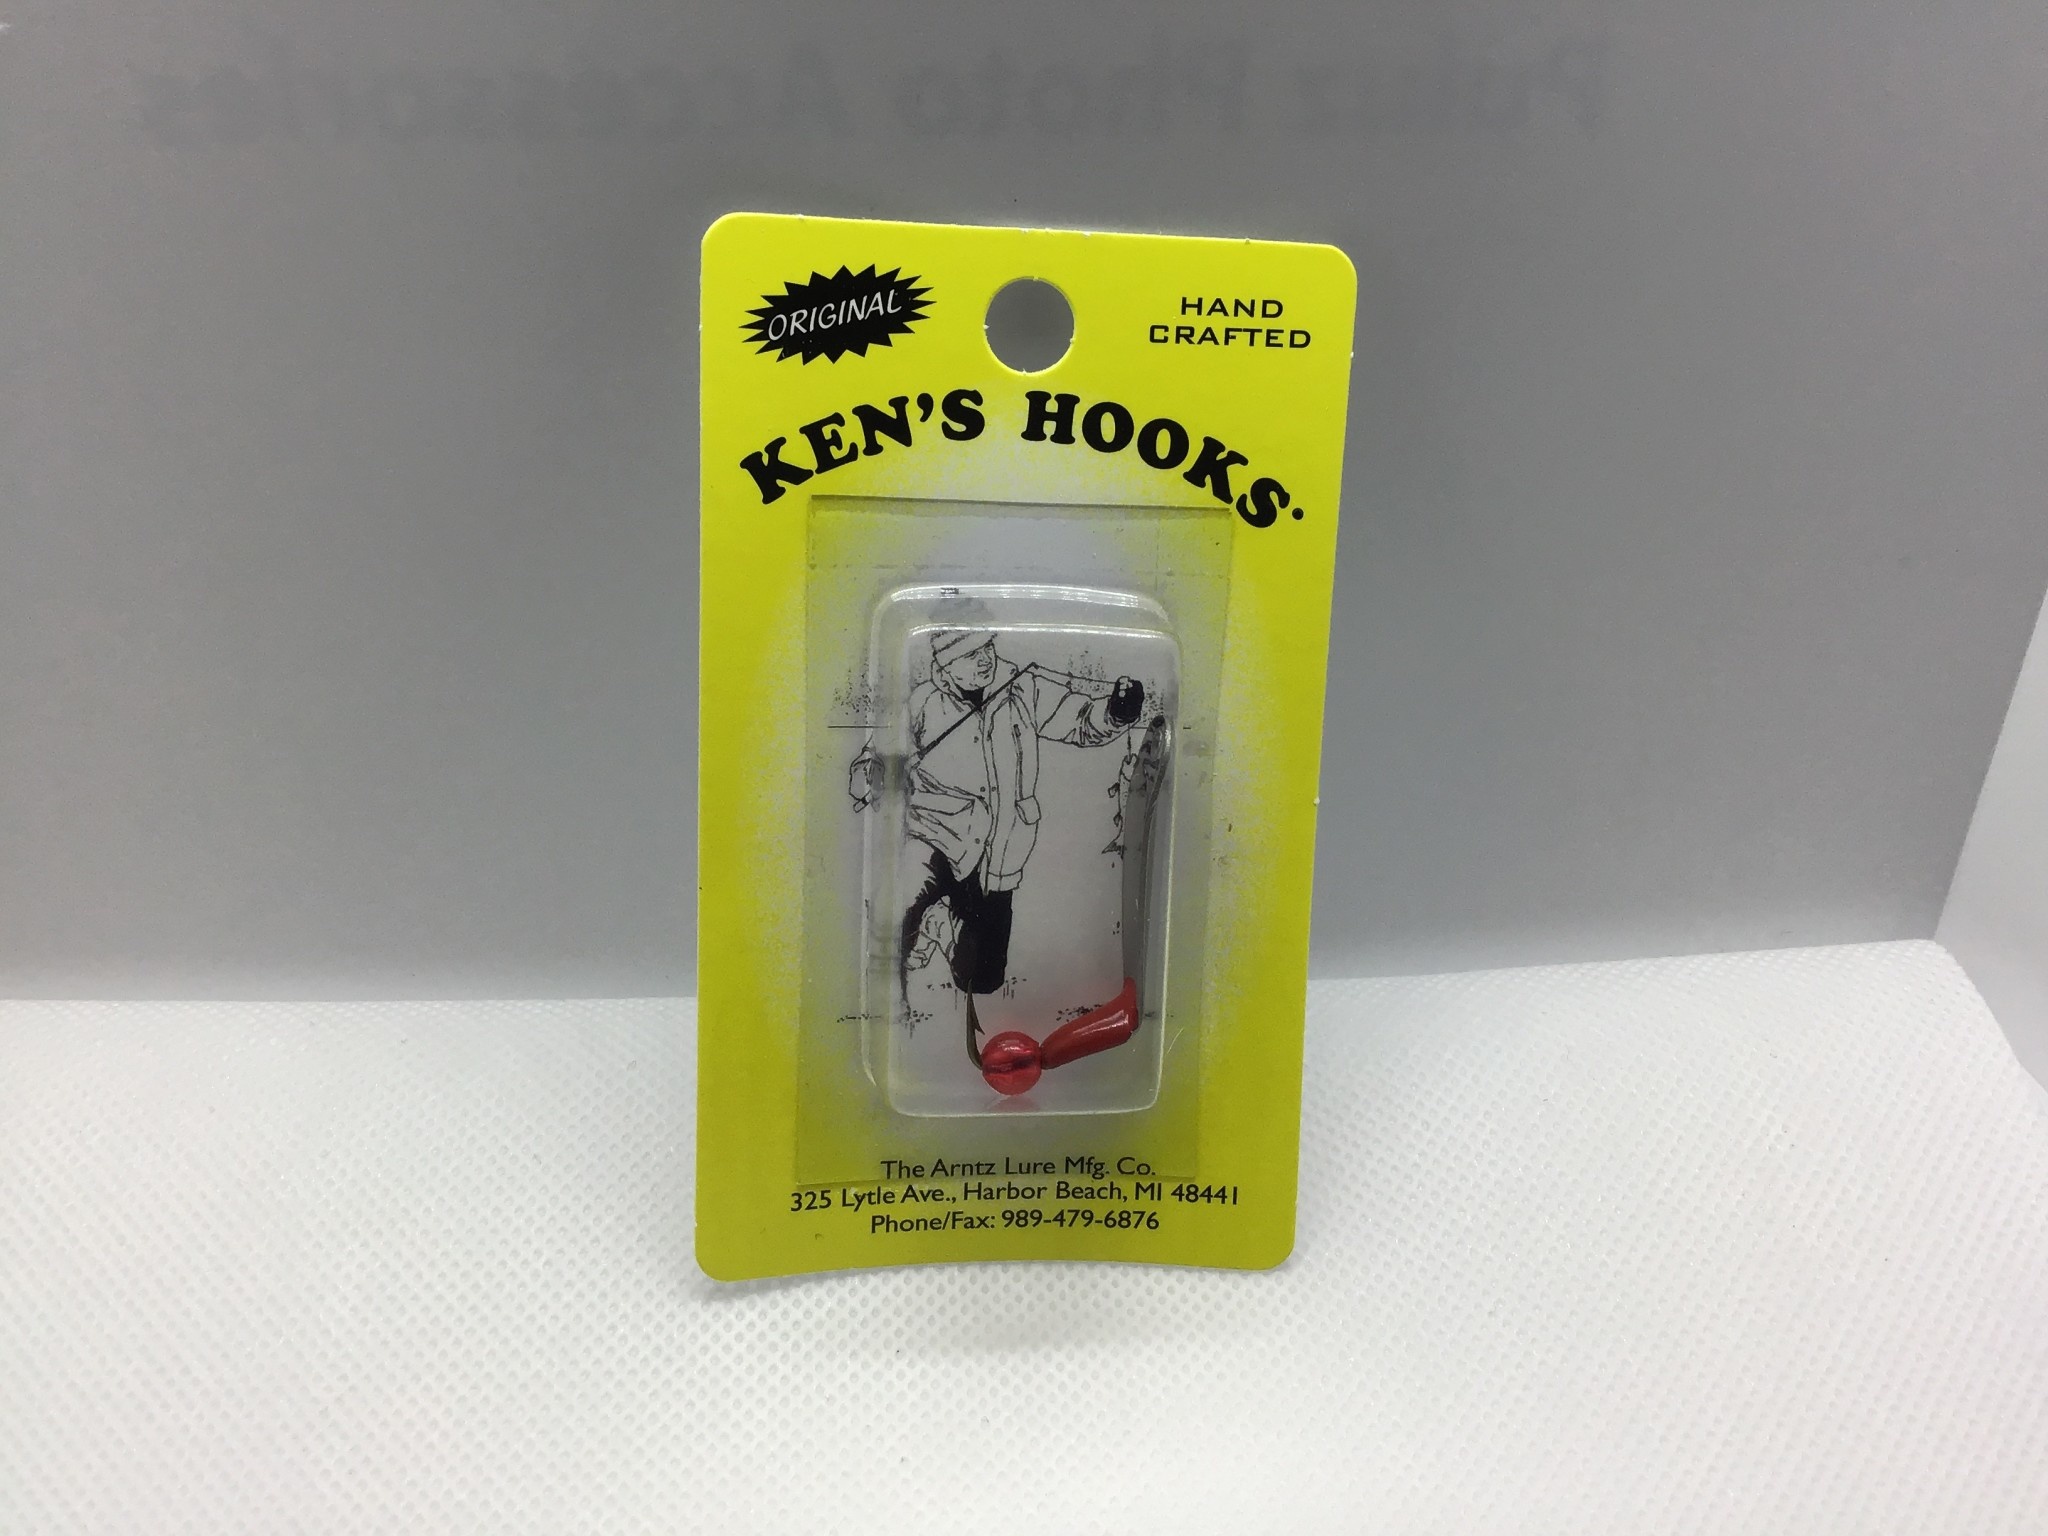 ORIGINAL
HAND
CRAFTED
KEN'S HOOKS
The Arntz Lure Mfg. Co.
325 Lytle Ave., Harbor Beach, MI 48441
Phone/Fax: 989-479-6876